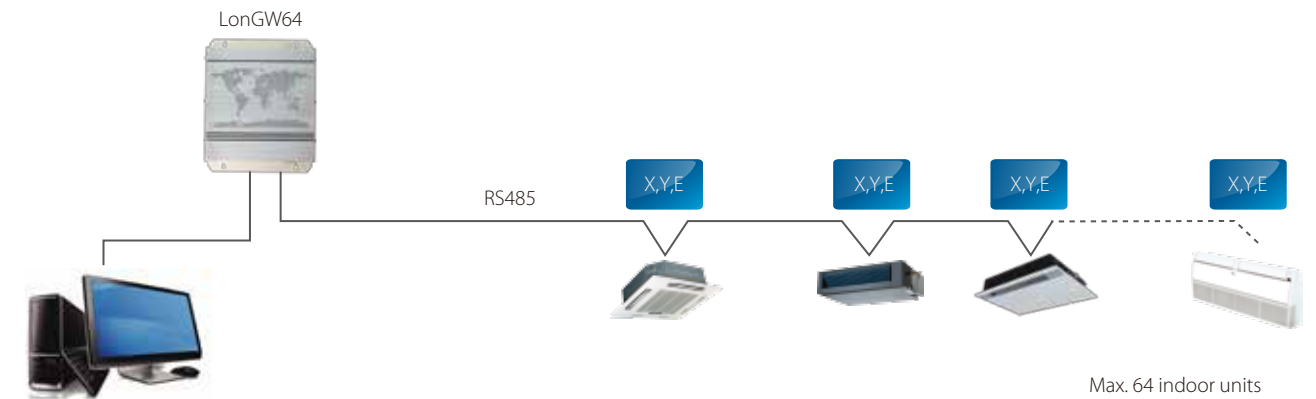 LonGW64
RS485
X,Y,E
X,Y,E
X,Y,E
X,Y,E
Max. 64 indoor units